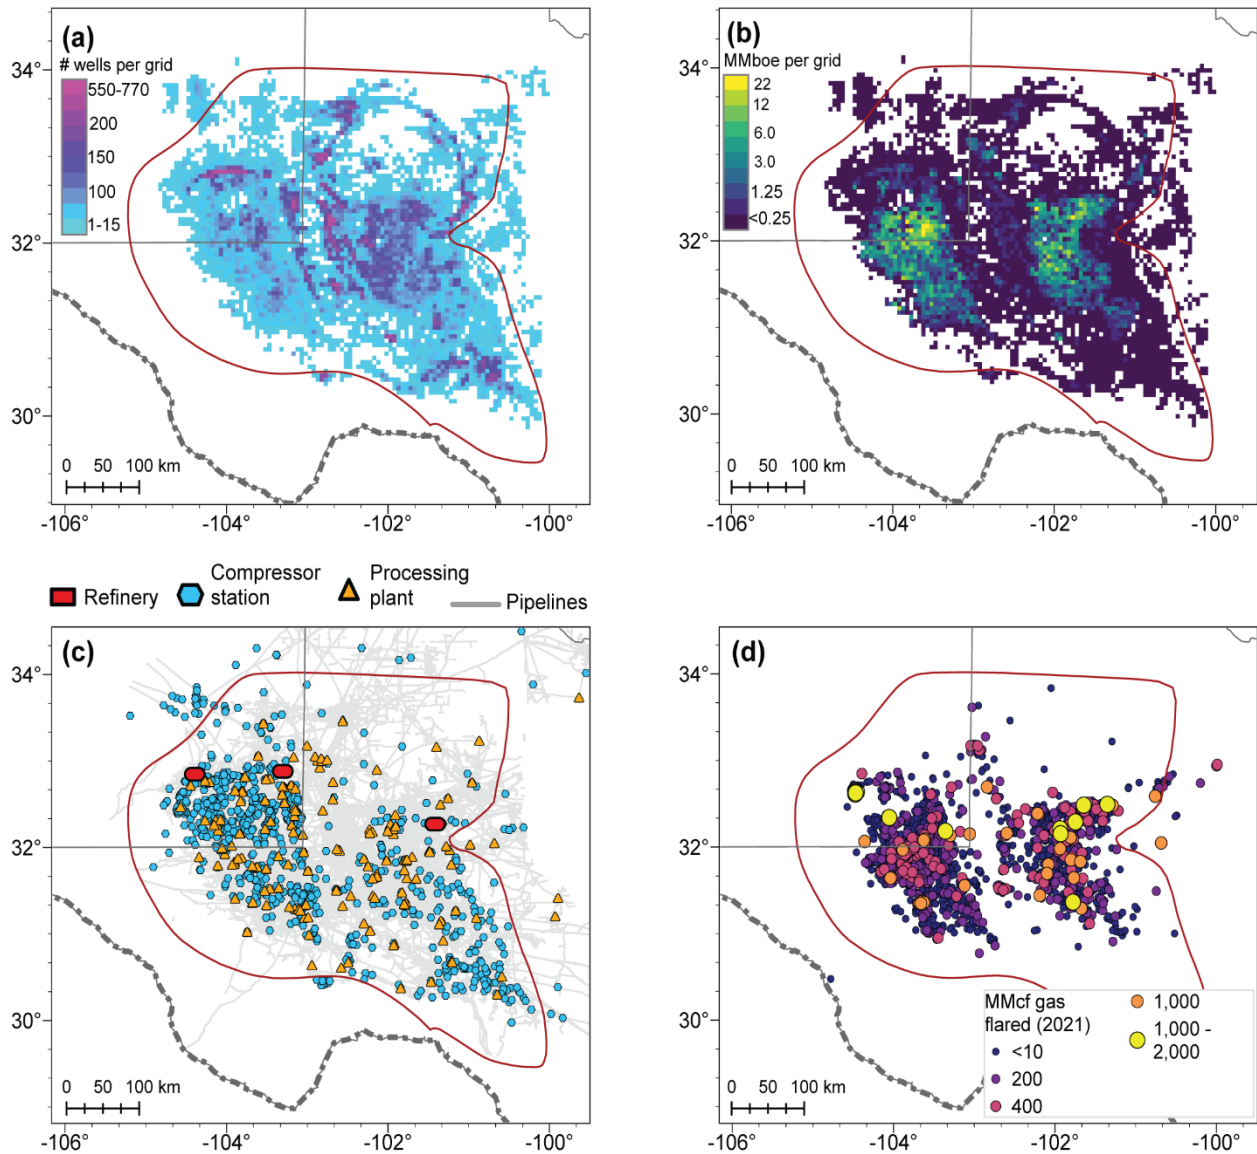 (a)
# wells per grid
550-770
200
150
100
1-15
34°
32°
30°
0 50 100 km
-106° -104° -102° -100°
(b)
MMboe per grid
22
12
6.0
3.0
1.25
<0.25
34°
32°
30°
0 50 100 km
-106° -104° -102° -100°
Refinery
Compressor
station
Processing
plant
Pipelines
(c)
34°
32°
30°
0 50 100 km
-106° -104° -102° -100°
(d)
34°
32°
30°
MMcf gas
flared (2021)
<10
200
400
1,000
1,000 -
2,000
0 50 100 km
-106° -104° -102° -100°